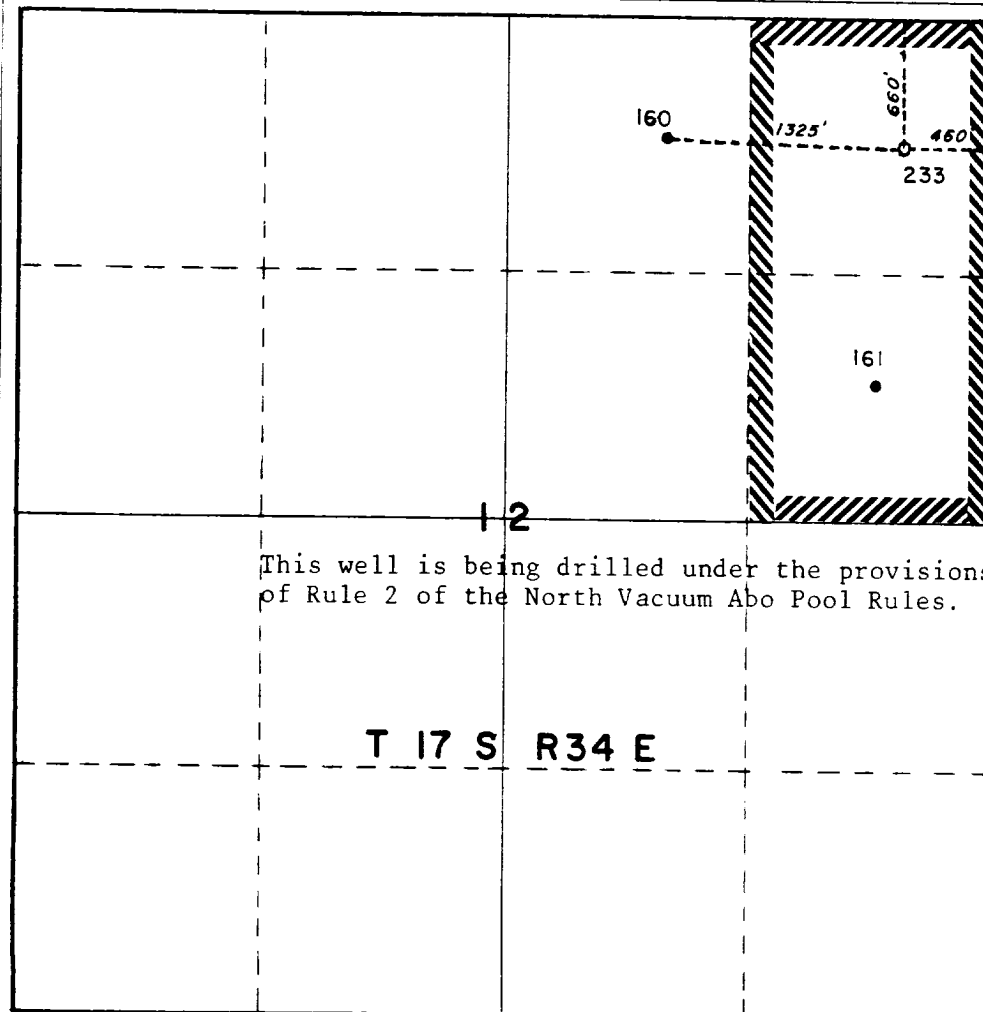 660'
160
1325'
460
233
161
12
This well is being drilled under the provisions
of Rule 2 of the North Vacuum Abo Pool Rules.
T 17 S R34 E